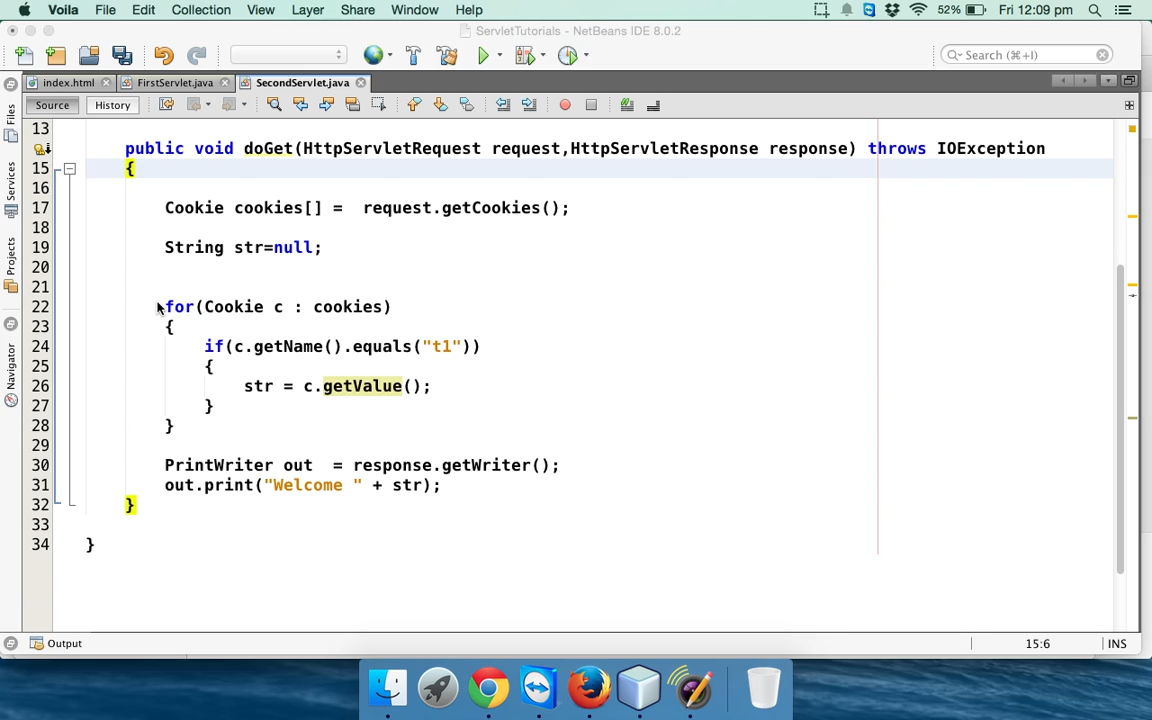 Voila File Edit Collection View Layer Share Window Help 52% Fri 12:09 pm
ServletTutorials - NetBeans IDE 8.0.2
Search (⌘+I)
index.html FirstServlet.java SecondServlet.java
Source History
Files
Services
Projects
Navigator
13
public void doGet(HttpServletRequest request,HttpServletResponse response) throws IOException
15 {
16
17 Cookie cookies[] = request.getCookies();
18
19 String str=null;
20
21
22 for(Cookie c : cookies)
23 {
24 if(c.getName().equals("t1"))
25 {
26 str = c.getValue();
27 }
28 }
29
30 PrintWriter out = response.getWriter();
31 out.print("Welcome " + str);
32 }
33
34 }
Output 15:6 INS